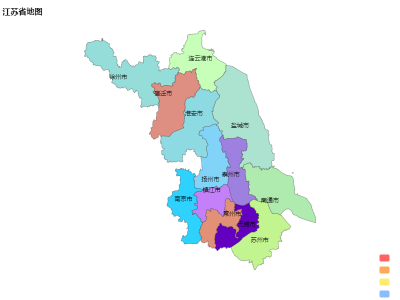 江苏省地图
连云港市
徐州市
宿迁市
淮安市
盐城市
泰州市
扬州市
镇江市
南京市
南通市
常州市
无锡市
苏州市